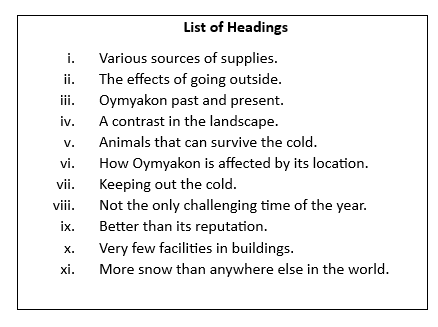 List of Headings
i. Various sources of supplies.
ii. The effects of going outside.
iii. Oymyakon past and present.
iv. A contrast in the landscape.
v. Animals that can survive the cold.
vi. How Oymyakon is affected by its location.
vii. Keeping out the cold.
viii. Not the only challenging time of the year.
ix. Better than its reputation.
x. Very few facilities in buildings.
xi. More snow than anywhere else in the world.